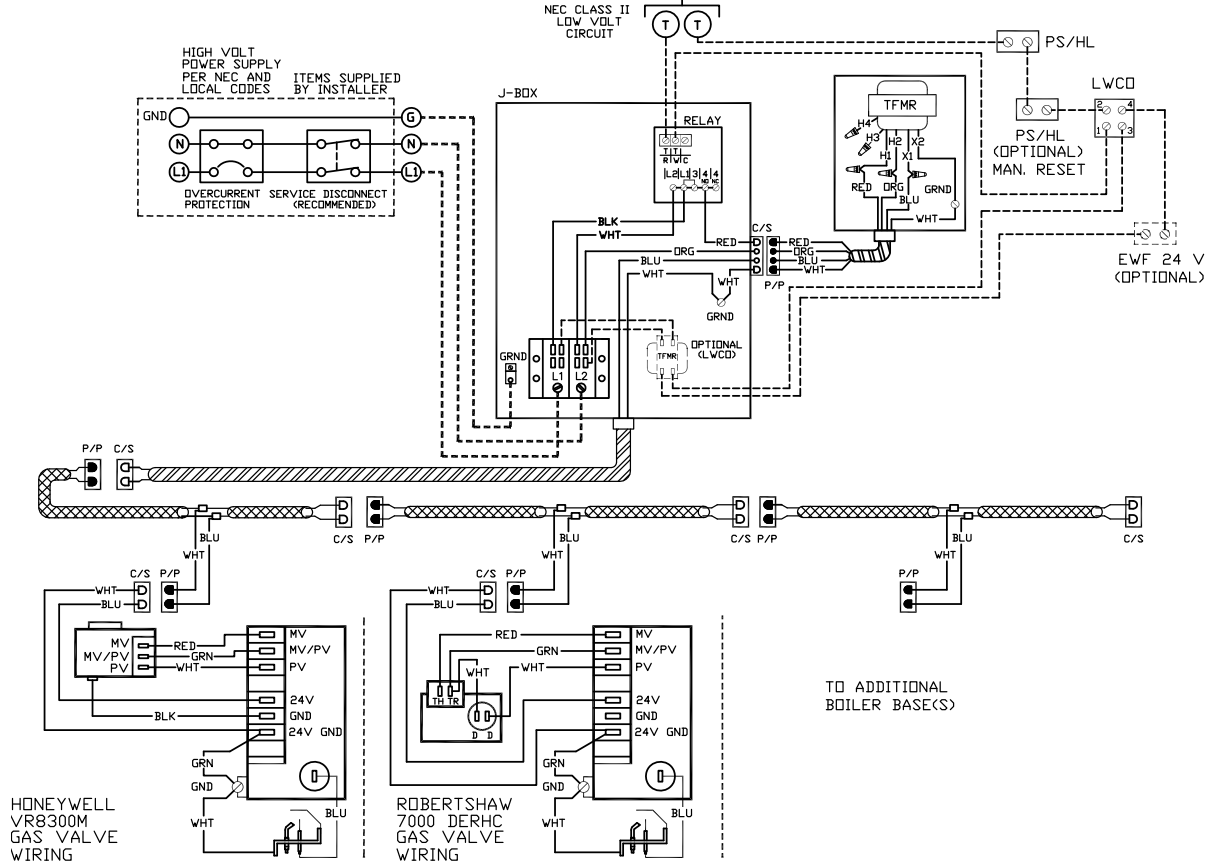 NEC CLASS II
LOW VOLT
CIRCUIT
T T
PS/HL
LWCO
2 4
1 3
PS/HL
(OPTIONAL)
MAN. RESET
EWF 24 V
(OPTIONAL)
HIGH VOLT
POWER SUPPLY
PER NEC AND
LOCAL CODES
ITEMS SUPPLIED
BY INSTALLER
GND G
N N
L1 L1
OVERCURRENT
PROTECTION
SERVICE DISCONNECT
(RECOMMENDED)
J-BOX
RELAY
T T
R W C
L2 L1 3 4 4
NO NC
BLK
WHT
RED
ORG
BLU
WHT
WHT
GRND
C/S
P/P
RED
ORG
BLU
WHT
TFMR
H4
H3
H2 X2
H1 X1
RED ORG GRND
BLU
WHT
GRND
L1 L2
TFMR
OPTIONAL
(LWCO)
P/P C/S
C/S P/P
C/S P/P
C/S
BLU
WHT
BLU
WHT
BLU
WHT
C/S P/P
WHT
BLU
C/S P/P
WHT
BLU
P/P
MV
MV/PV
PV
RED
GRN
WHT
BLK
MV
MV/PV
PV
24V
GND
24V GND
GRN
GND
WHT
BLU
HONEYWELL
VR8300M
GAS VALVE
WIRING
RED
GRN
WHT
WHT
TH TR
D D
MV
MV/PV
PV
24V
GND
24V GND
GRN
GND
WHT
BLU
ROBERTSHAW
7000 DERHC
GAS VALVE
WIRING
TO ADDITIONAL
BOILER BASE(S)